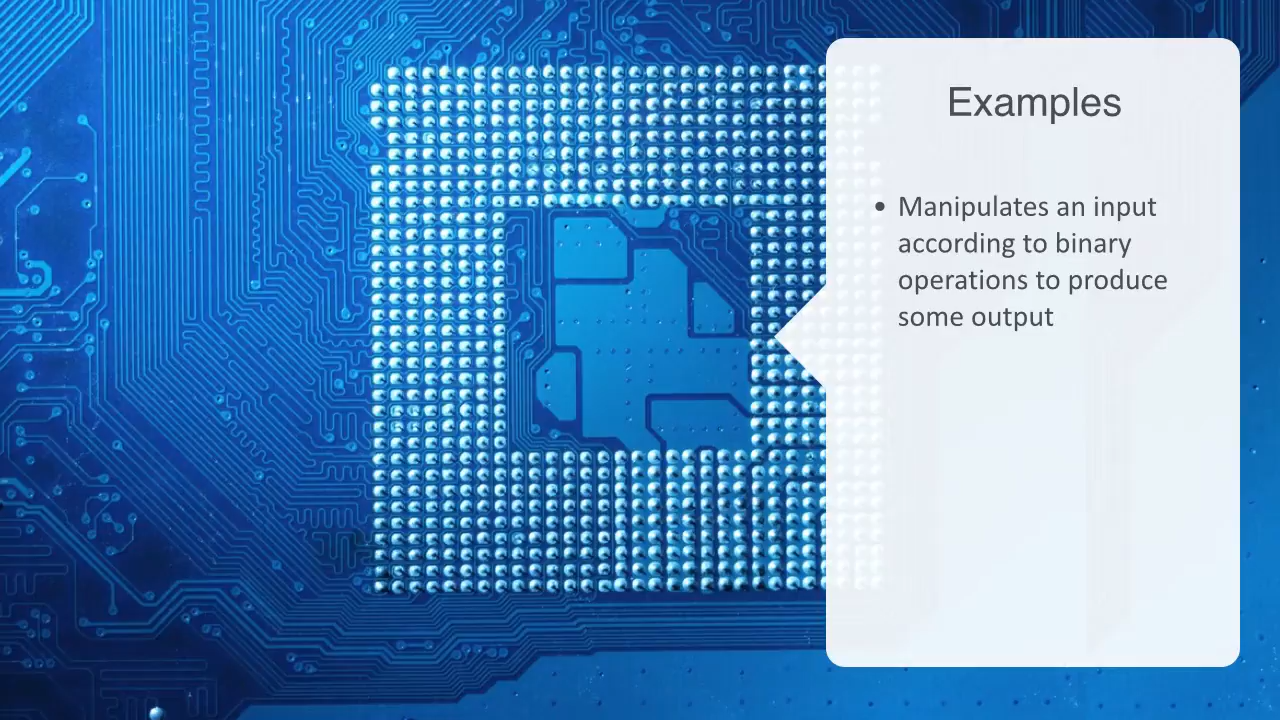 Examples
• Manipulates an input
according to binary
operations to produce
some output